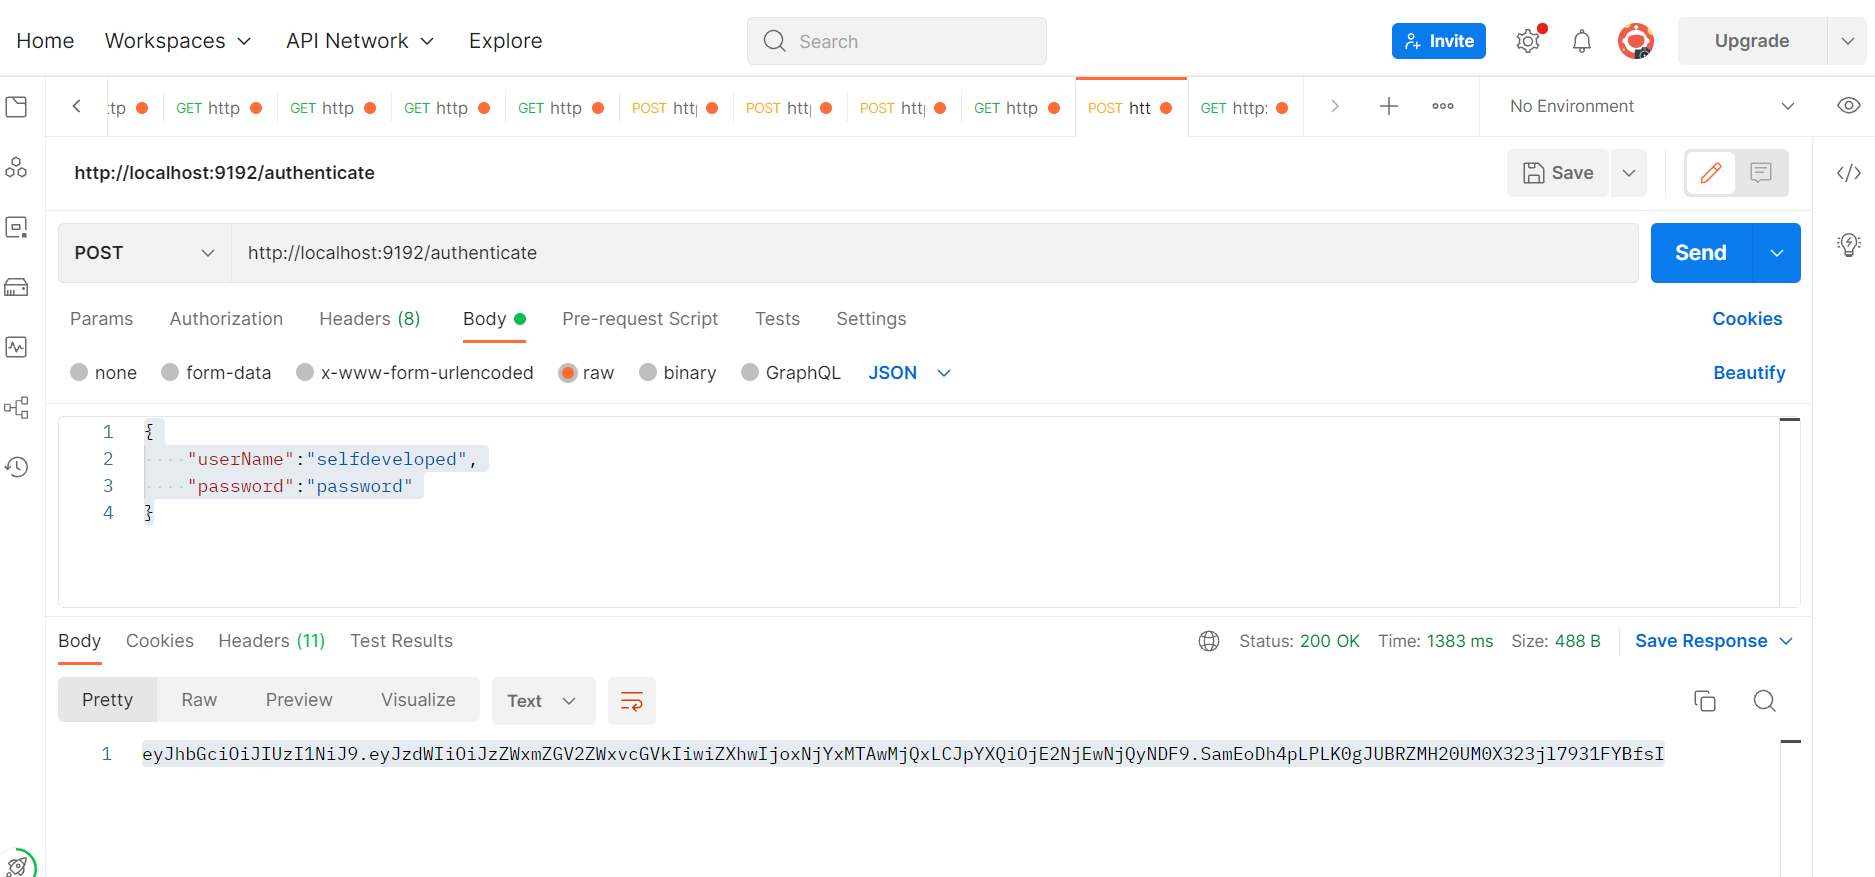 Home Workspaces API Network Explore Search Invite Upgrade
tp GET http GET http GET http GET http POST htt POST htt POST htt GET http POST htt GET http: No Environment
http://localhost:9192/authenticate Save
POST http://localhost:9192/authenticate Send
Params Authorization Headers (8) Body Pre-request Script Tests Settings Cookies
none form-data x-www-form-urlencoded raw binary GraphQL JSON Beautify
1 {
2 "userName":"selfdeveloped",
3 "password":"password"
4 }
Body Cookies Headers (11) Test Results Status: 200 OK Time: 1383 ms Size: 488 B Save Response
Pretty Raw Preview Visualize Text
1 eyJhbGciOiJIUzI1NiJ9.eyJzdWIiOiJzZWxmZGV2ZWxvcGVkIiwiZXhwIjoxNjYxMTAwMjQxLCJpYXQiOjE2NjEwNjQyNDF9.SamEoDh4pLPLK0gJUBRZMH20UM0X323jl7931FYBfsI